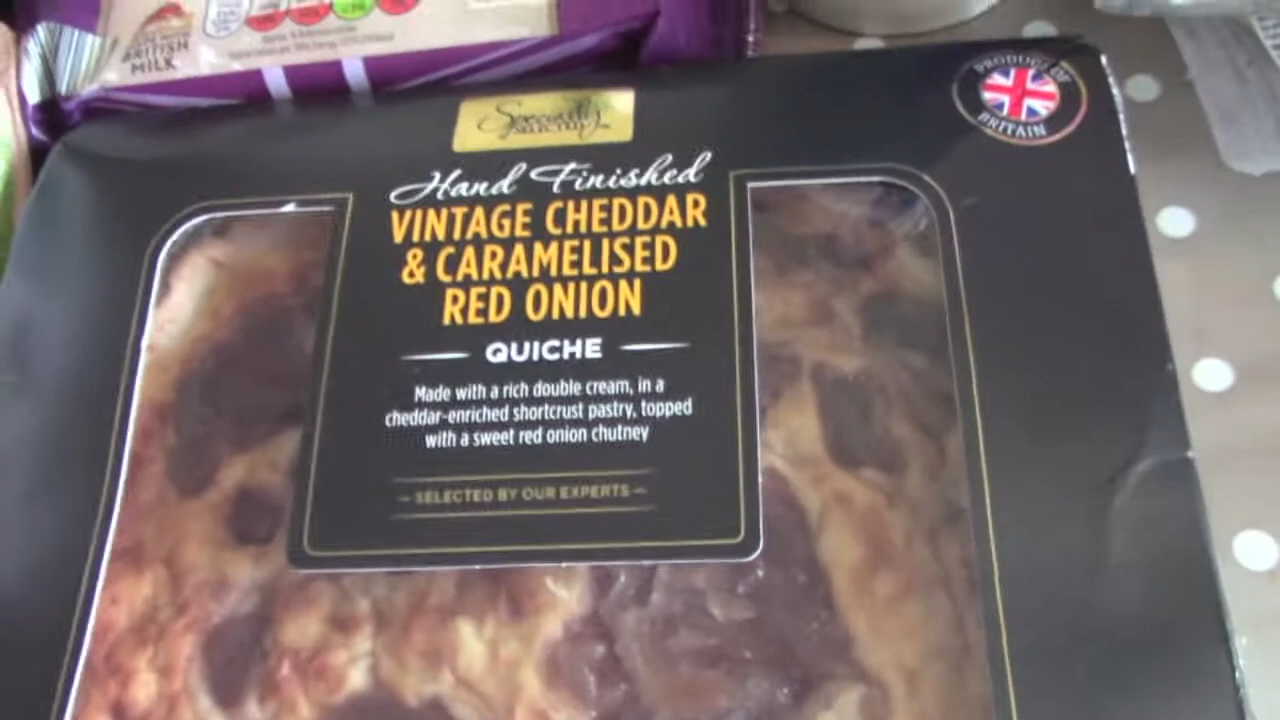 BRITISH
MILK
Specially
SELECTED
PRODUCT OF
BRITAIN
Hand Finished
VINTAGE CHEDDAR
& CARAMELISED
RED ONION
QUICHE
Made with a rich double cream, in a
cheddar-enriched shortcrust pastry, topped
with a sweet red onion chutney
SELECTED BY OUR EXPERTS